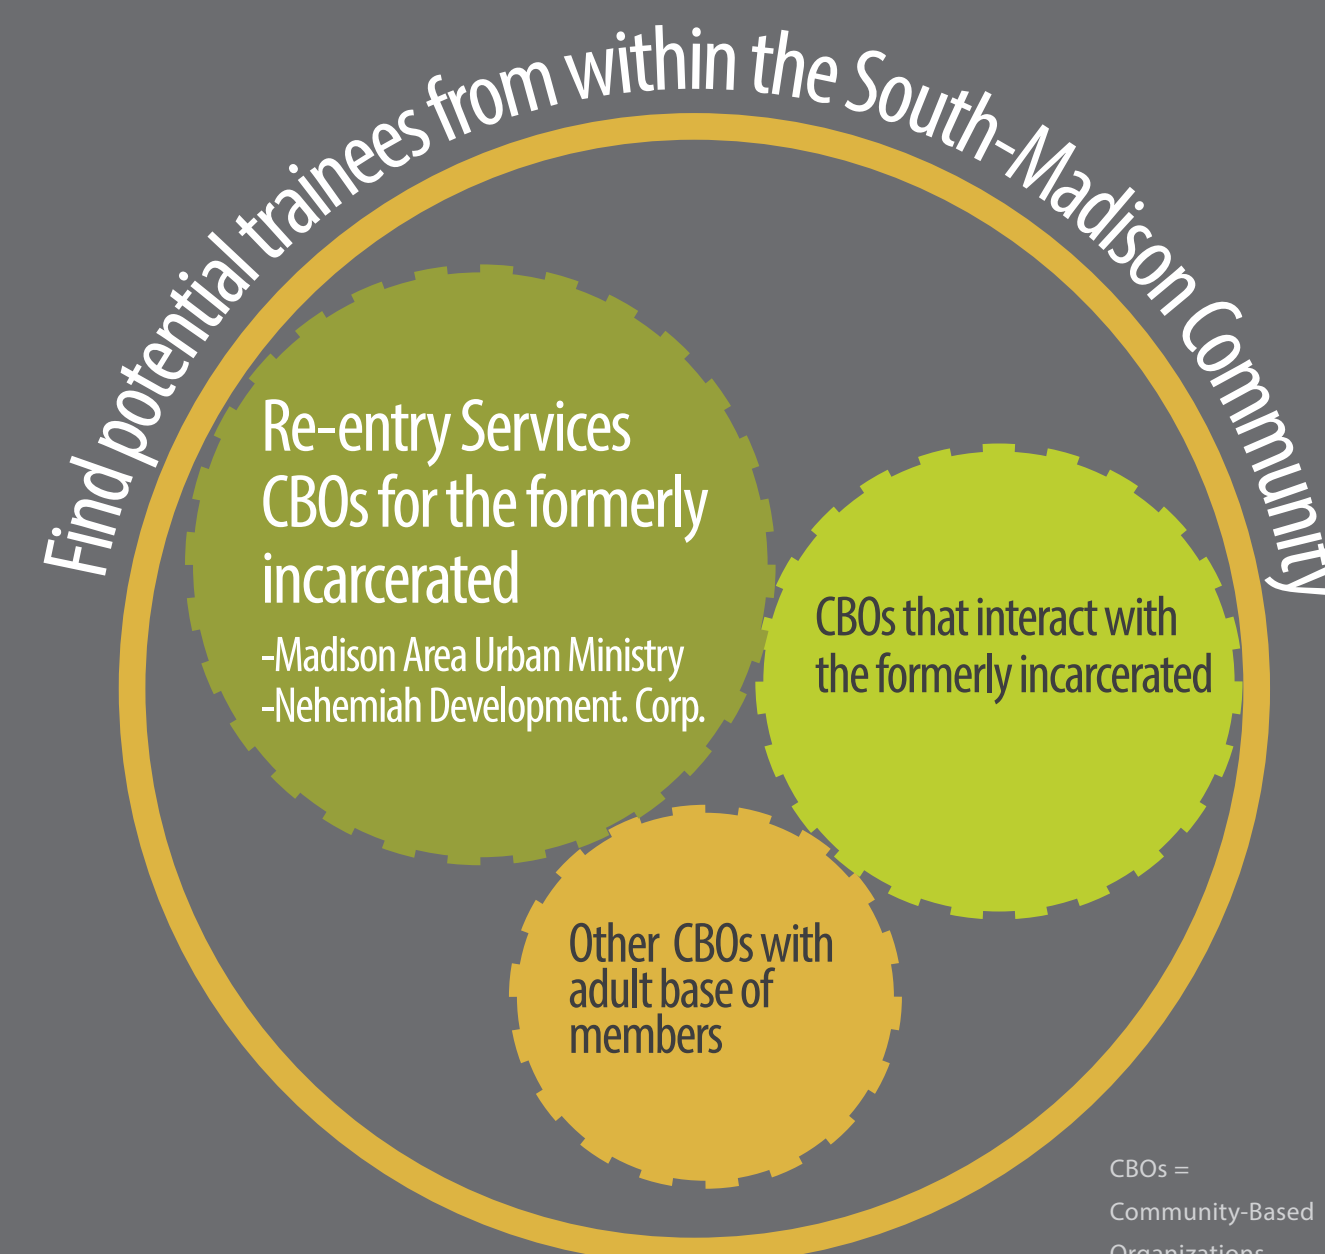 Find potential trainees from within the South-Madison Community
Re-entry Services
CBOs for the formerly
incarcerated
-Madison Area Urban Ministry
-Nehemiah Development. Corp.
CBOs that interact with
the formerly incarcerated
Other CBOs with
adult base of
members
CBOs =
Community-Based
Organizations